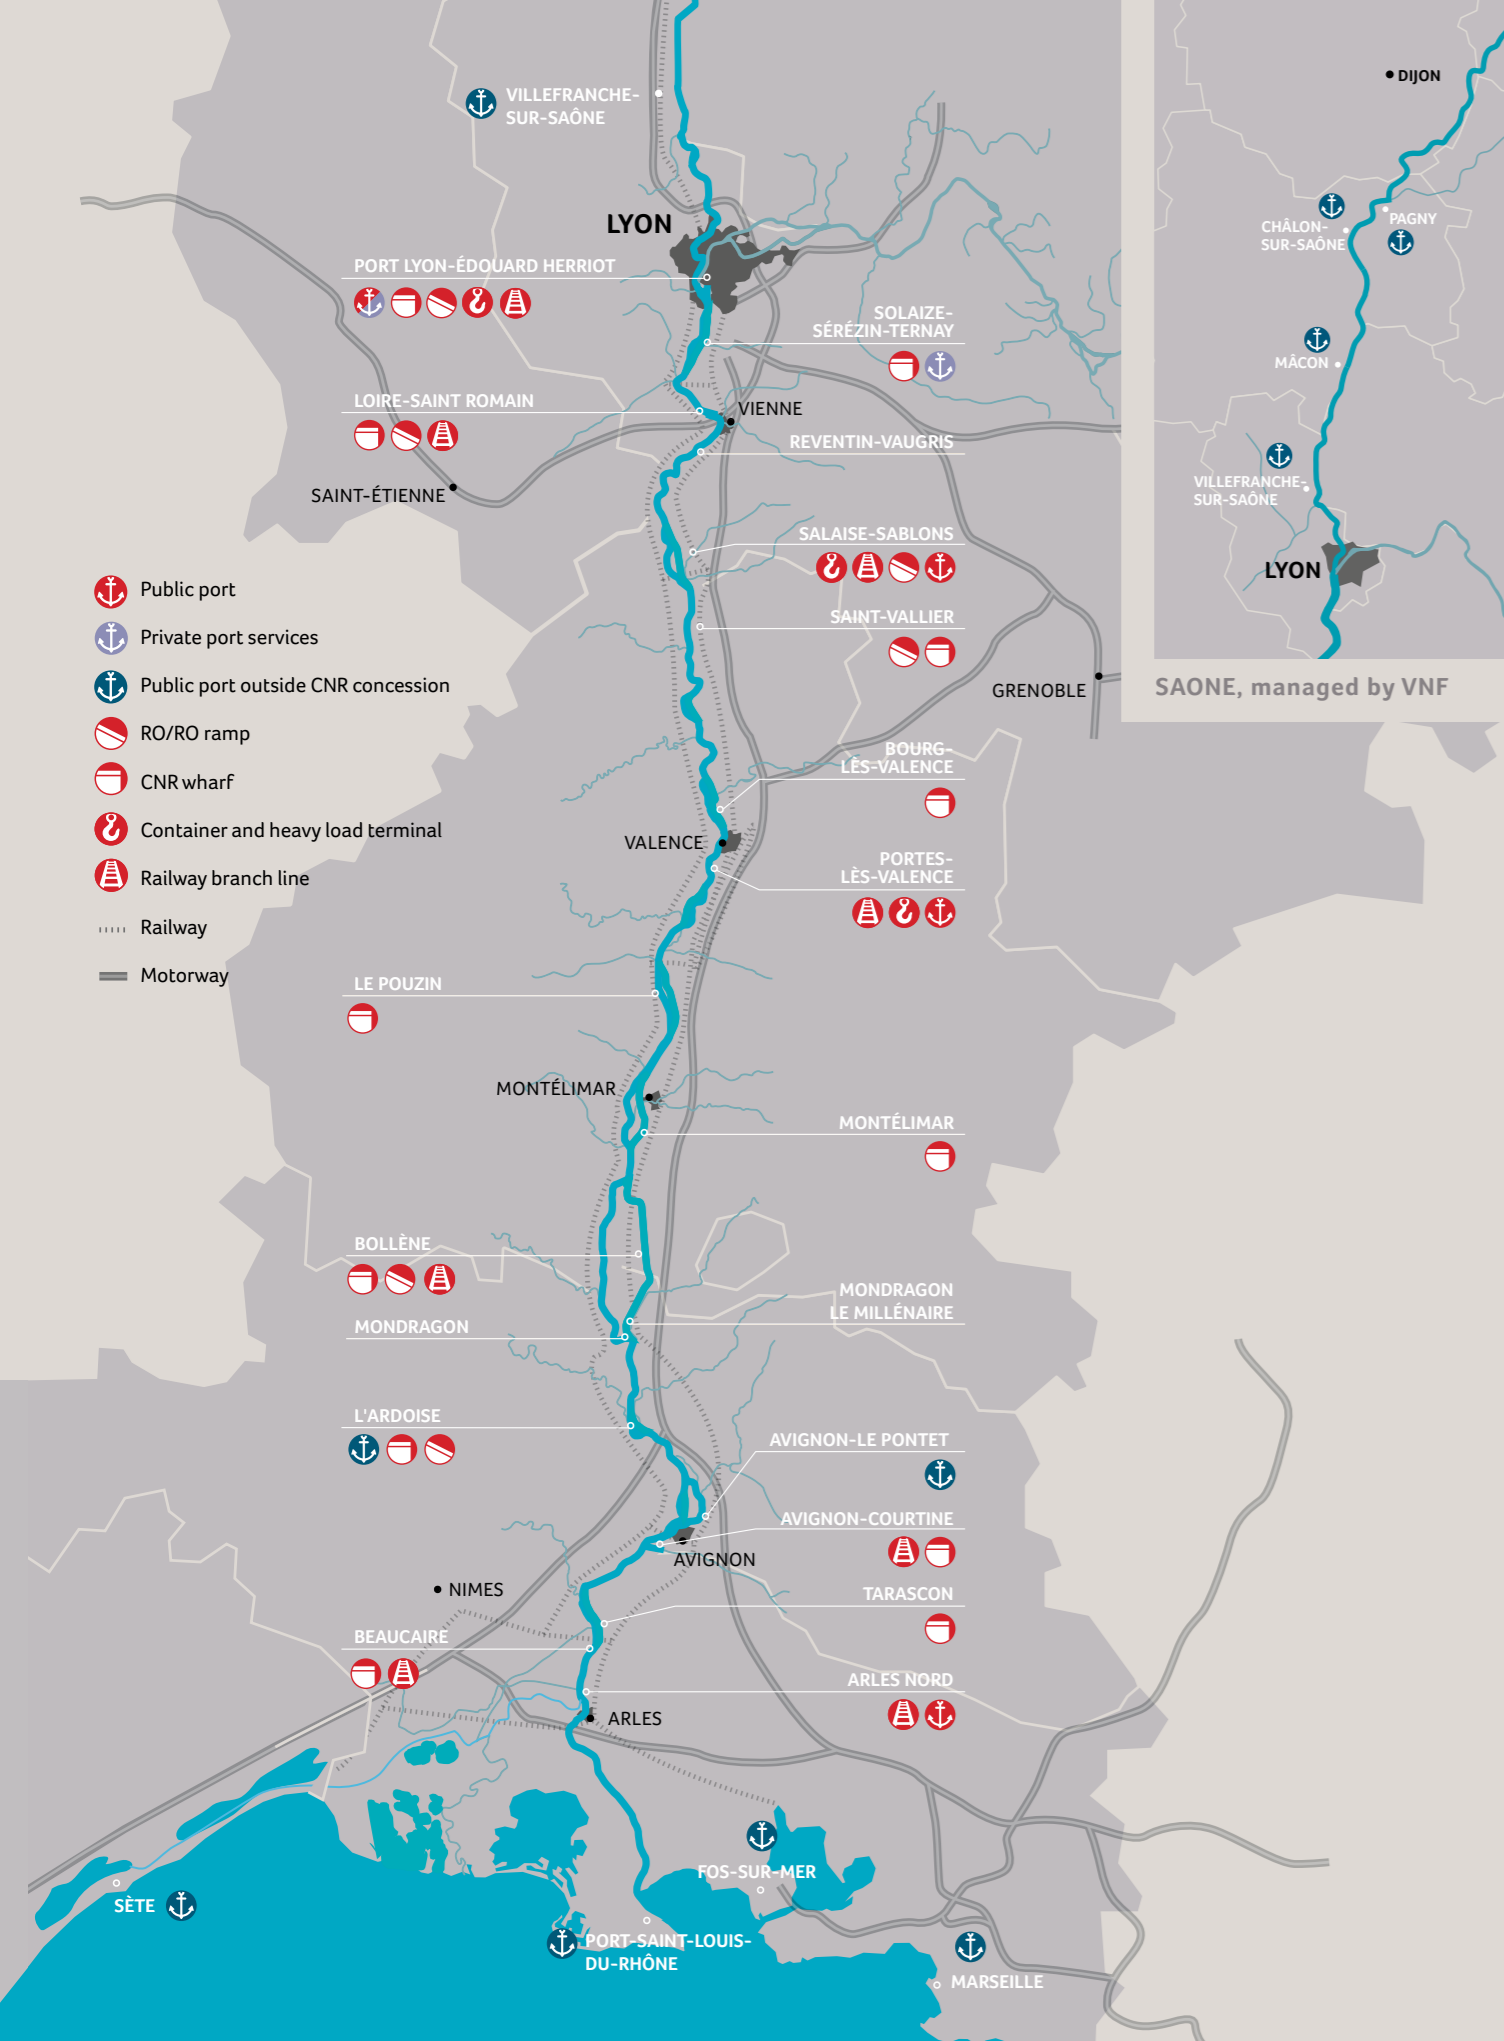 VILLEFRANCHE-
SUR-SAÔNE
LYON
PORT LYON-ÉDOUARD HERRIOT
SOLAIZE-
SÉRÉZIN-TERNAY
LOIRE-SAINT ROMAIN
VIENNE
REVENTIN-VAUGRIS
SAINT-ÉTIENNE
SALAISE-SABLONS
SAINT-VALLIER
GRENOBLE
BOURG-
LÈS-VALENCE
VALENCE
PORTES-
LÈS-VALENCE
LE POUZIN
MONTÉLIMAR
MONTÉLIMAR
BOLLÈNE
MONDRAGON
LE MILLÉNAIRE
MONDRAGON
L'ARDOISE
AVIGNON-LE PONTET
AVIGNON-COURTINE
AVIGNON
NIMES
TARASCON
BEAUCAIRE
ARLES NORD
ARLES
FOS-SUR-MER
SÈTE
PORT-SAINT-LOUIS-
DU-RHÔNE
MARSEILLE
Public port
Private port services
Public port outside CNR concession
RO/RO ramp
CNR wharf
Container and heavy load terminal
Railway branch line
Railway
Motorway
DIJON
PAGNY
CHÂLON-
SUR-SAÔNE
MÂCON
VILLEFRANCHE-
SUR-SAÔNE
LYON
SAONE, managed by VNF